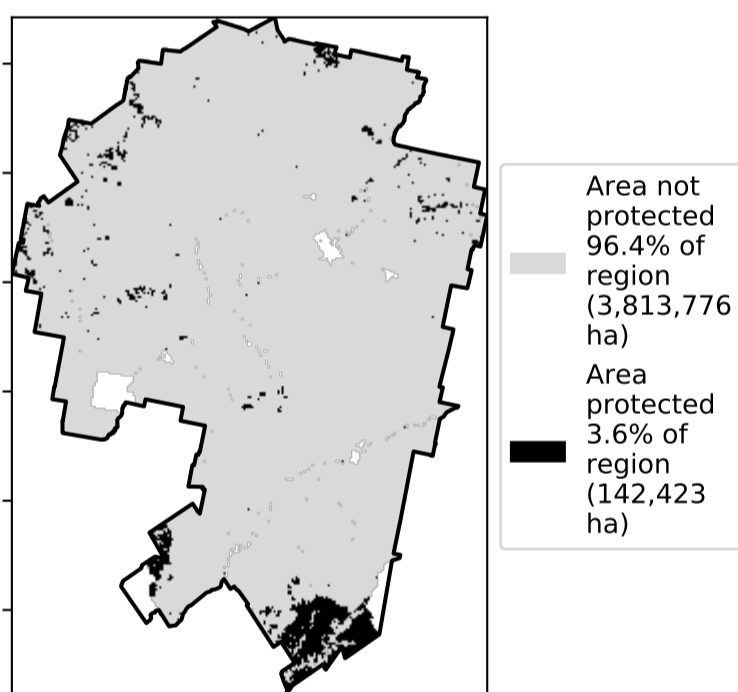 Area not
protected
96.4% of
region
(3,813,776
ha)
Area
protected
3.6% of
region
(142,423
ha)